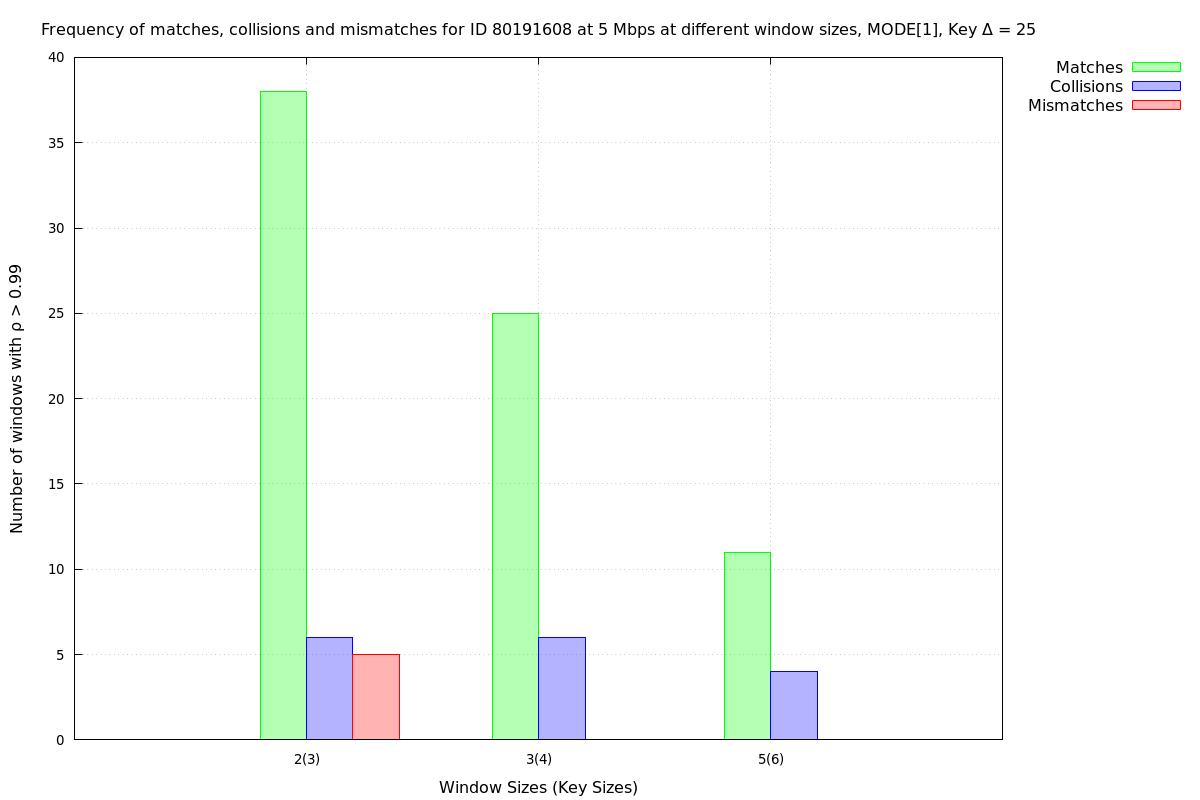 Frequency of matches, collisions and mismatches for ID 80191608 at 5 Mbps at different window sizes, MODE[1], Key Δ = 25
Matches
Collisions
Mismatches
Number of windows with ρ > 0.99
40
35
30
25
20
15
10
5
0
2(3) 3(4) 5(6)
Window Sizes (Key Sizes)